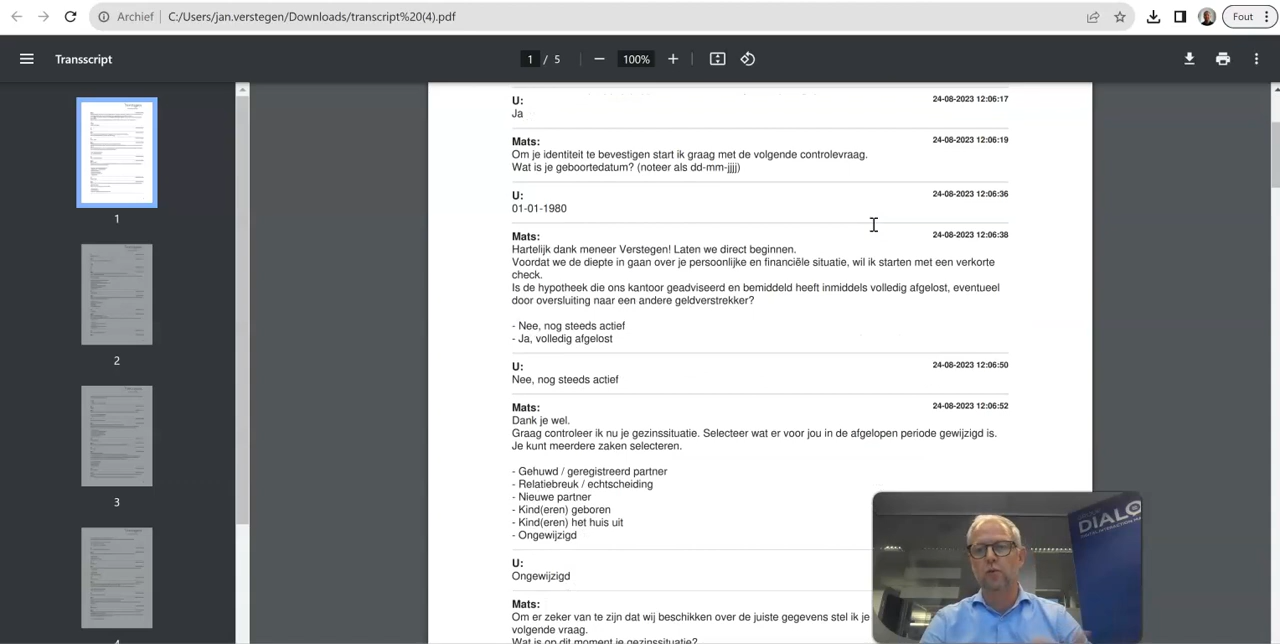 Archief
C:/Users/jan.verstegen/Downloads/transcript%20(4).pdf
Fout
Transscript
1 / 5
100%
1
2
3
U:
24-08-2023 12:06:17
Ja
Mats:
24-08-2023 12:06:19
Om je identiteit te bevestigen start ik graag met de volgende controlevraag.
Wat is je geboortedatum? (noteer als dd-mm-jjjj)
U:
24-08-2023 12:06:36
01-01-1980
Mats:
24-08-2023 12:06:38
Hartelijk dank meneer Verstegen! Laten we direct beginnen.
Voordat we de diepte in gaan over je persoonlijke en financiële situatie, wil ik starten met een verkorte
check.
Is de hypotheek die ons kantoor geadviseerd en bemiddeld heeft inmiddels volledig afgelost, eventueel
door oversluiting naar een andere geldverstrekker?
- Nee, nog steeds actief
- Ja, volledig afgelost
U:
24-08-2023 12:06:50
Nee, nog steeds actief
Mats:
24-08-2023 12:06:52
Dank je wel.
Graag controleer ik nu je gezinssituatie. Selecteer wat er voor jou in de afgelopen periode gewijzigd is.
Je kunt meerdere zaken selecteren.
- Gehuwd / geregistreerd partner
- Relatiebreuk / echtscheiding
- Nieuwe partner
- Kind(eren) geboren
- Kind(eren) het huis uit
- Ongewijzigd
U:
Ongewijzigd
Mats:
Om er zeker van te zijn dat wij beschikken over de juiste gegevens stel ik je
volgende vraag.
Wat is op dit moment je gezinssituatie?
DIALO